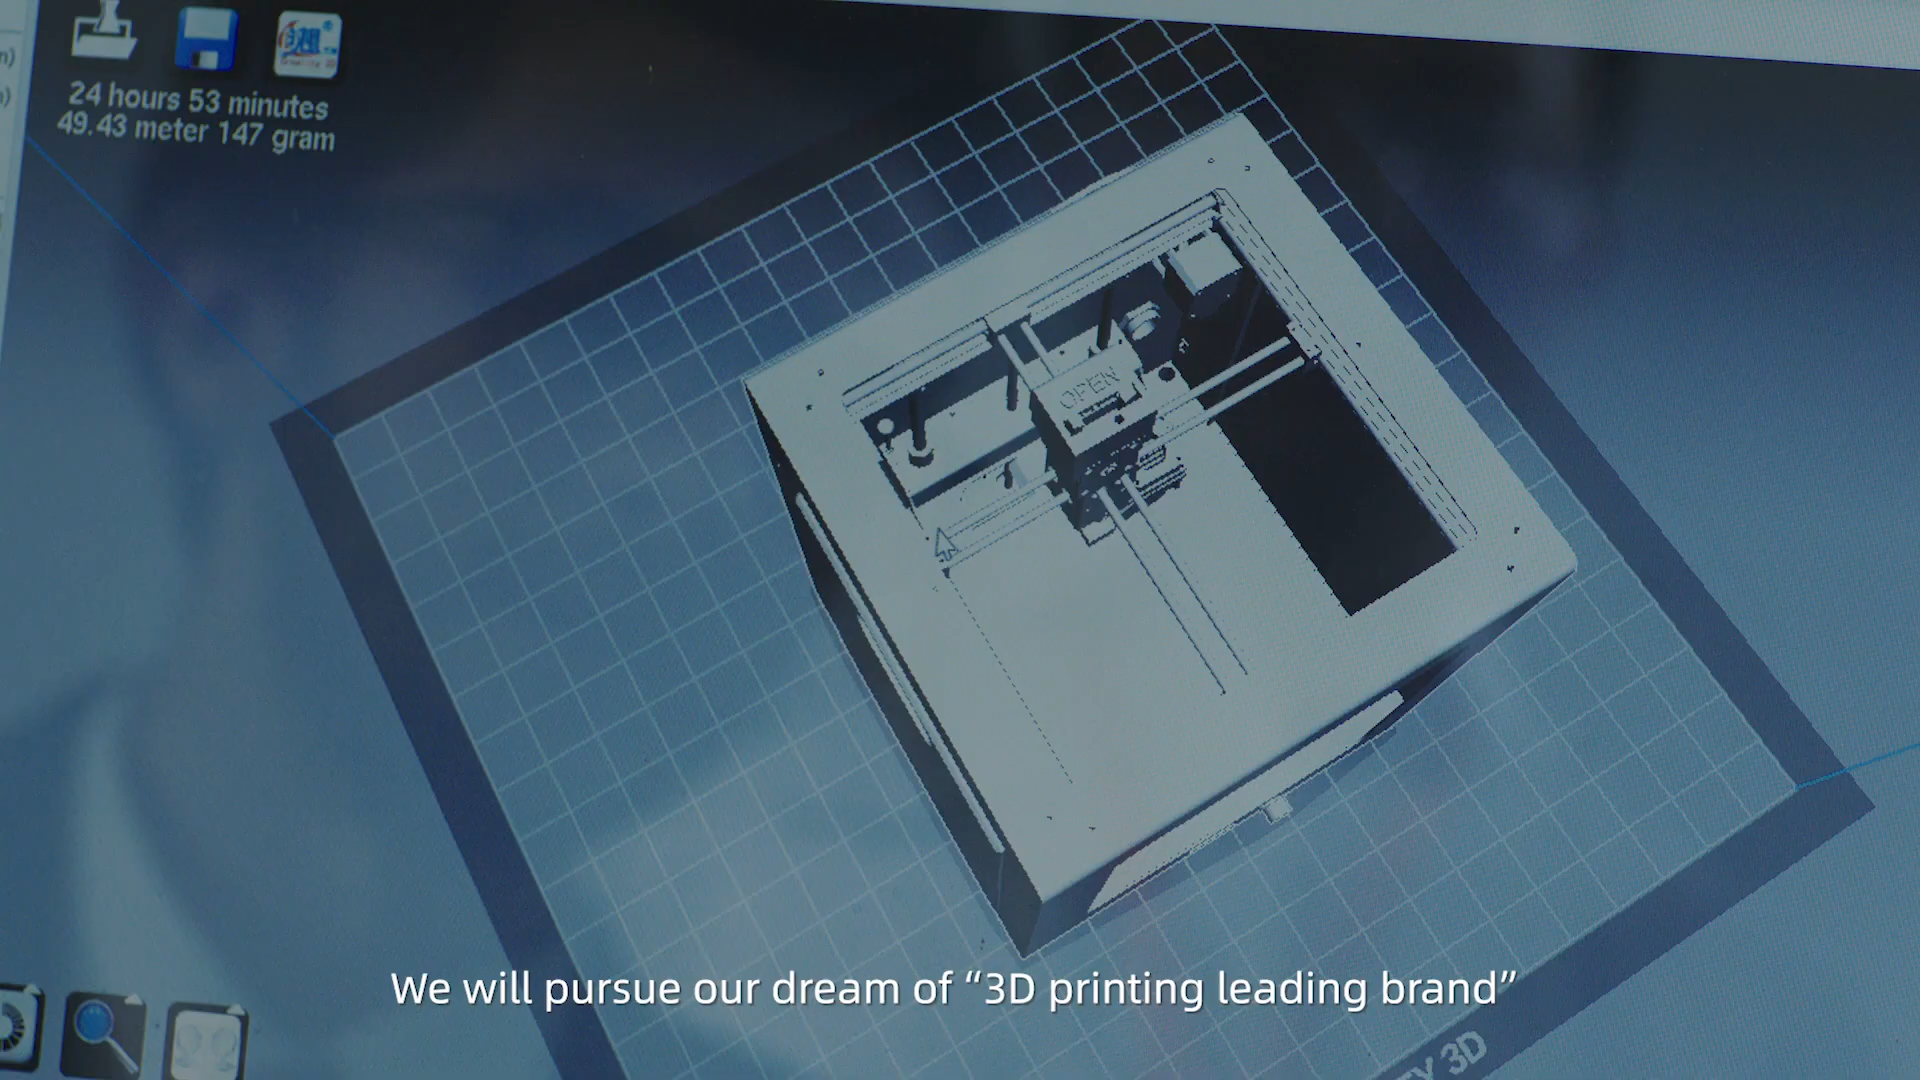 24 hours 53 minutes
49.43 meter 147 gram
OPEN
We will pursue our dream of “3D printing leading brand”
TY 3D